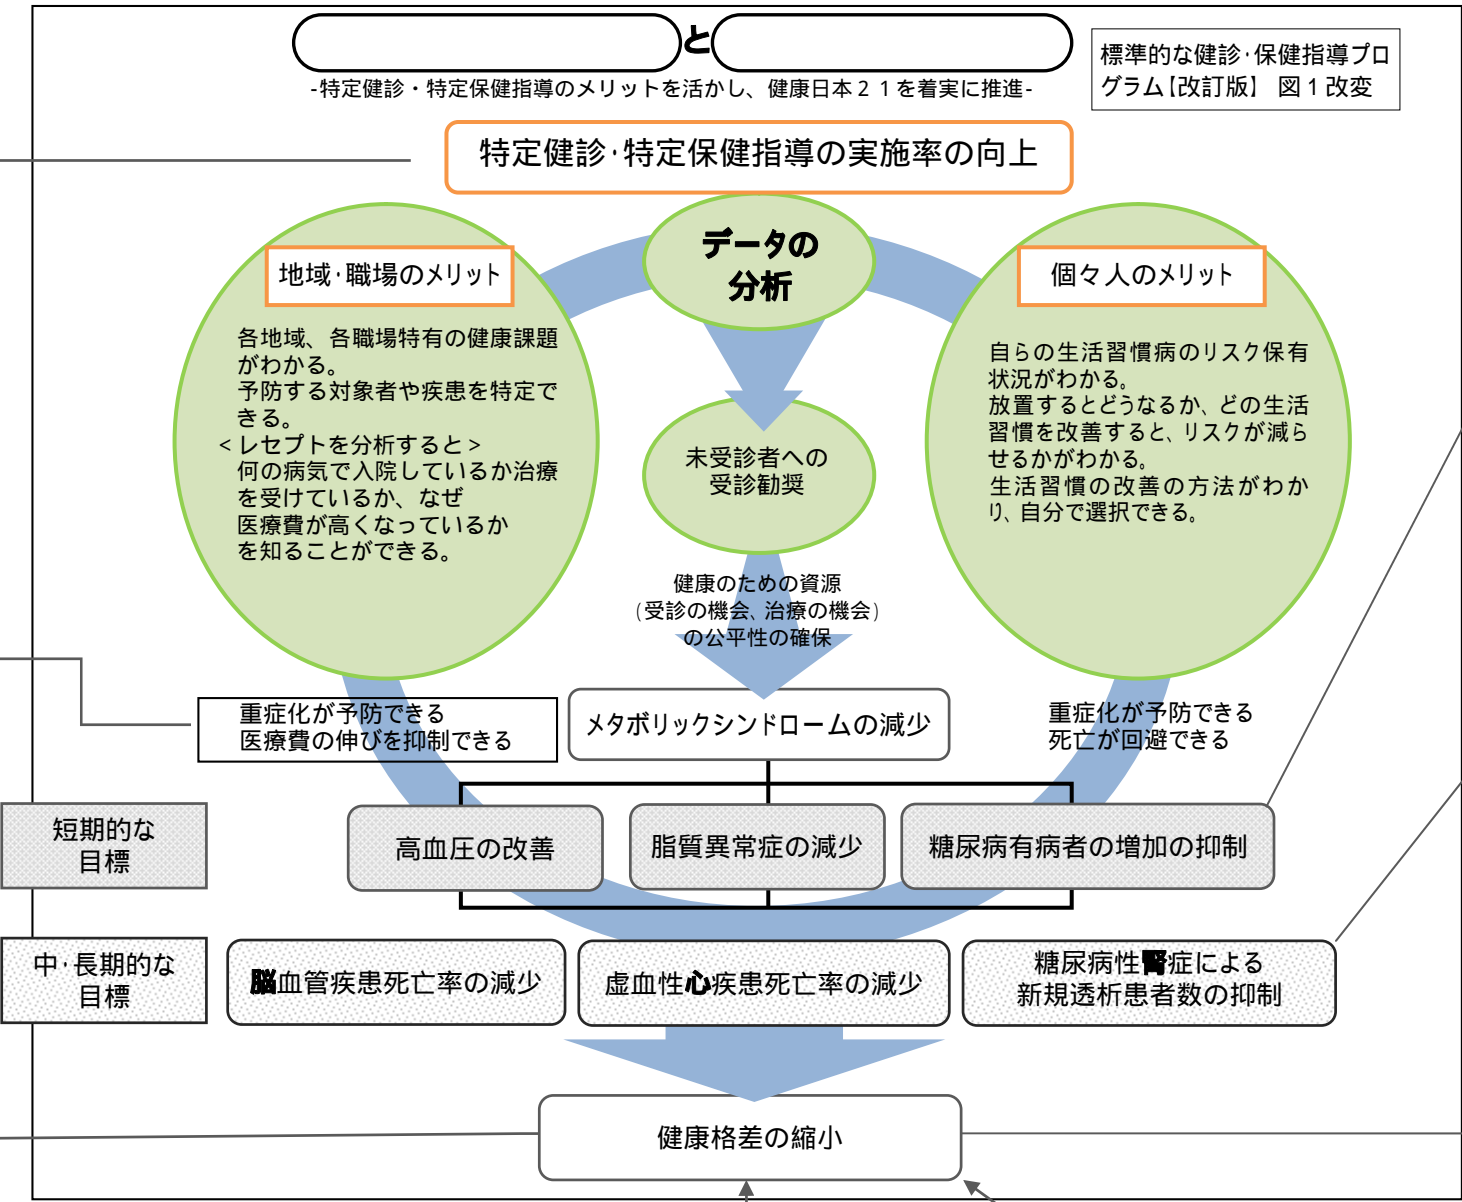 と
-特定健診・特定保健指導のメリットを活かし、健康日本２１を着実に推進-
標準的な健診・保健指導プロ
グラム【改訂版】 図1改変
特定健診・特定保健指導の実施率の向上
データの
分析
地域・職場のメリット
各地域、各職場特有の健康課題
がわかる。
予防する対象者や疾患を特定で
きる。
<レセプトを分析すると>
何の病気で入院しているか治療
を受けているか、なぜ
医療費が高くなっているか
を知ることができる。
個々人のメリット
自らの生活習慣病のリスク保有
状況がわかる。
放置するとどうなるか、どの生活
習慣を改善すると、リスクが減ら
せるかがわかる。
生活習慣の改善の方法がわか
り、自分で選択できる。
未受診者への
受診勧奨
健康のための資源
(受診の機会、治療の機会)
の公平性の確保
重症化が予防できる
医療費の伸びを抑制できる
メタボリックシンドロームの減少
重症化が予防できる
死亡が回避できる
短期的な
目標
高血圧の改善
脂質異常症の減少
糖尿病有病者の増加の抑制
中・長期的な
目標
脳血管疾患死亡率の減少
虚血性心疾患死亡率の減少
糖尿病性腎症による
新規透析患者数の抑制
健康格差の縮小